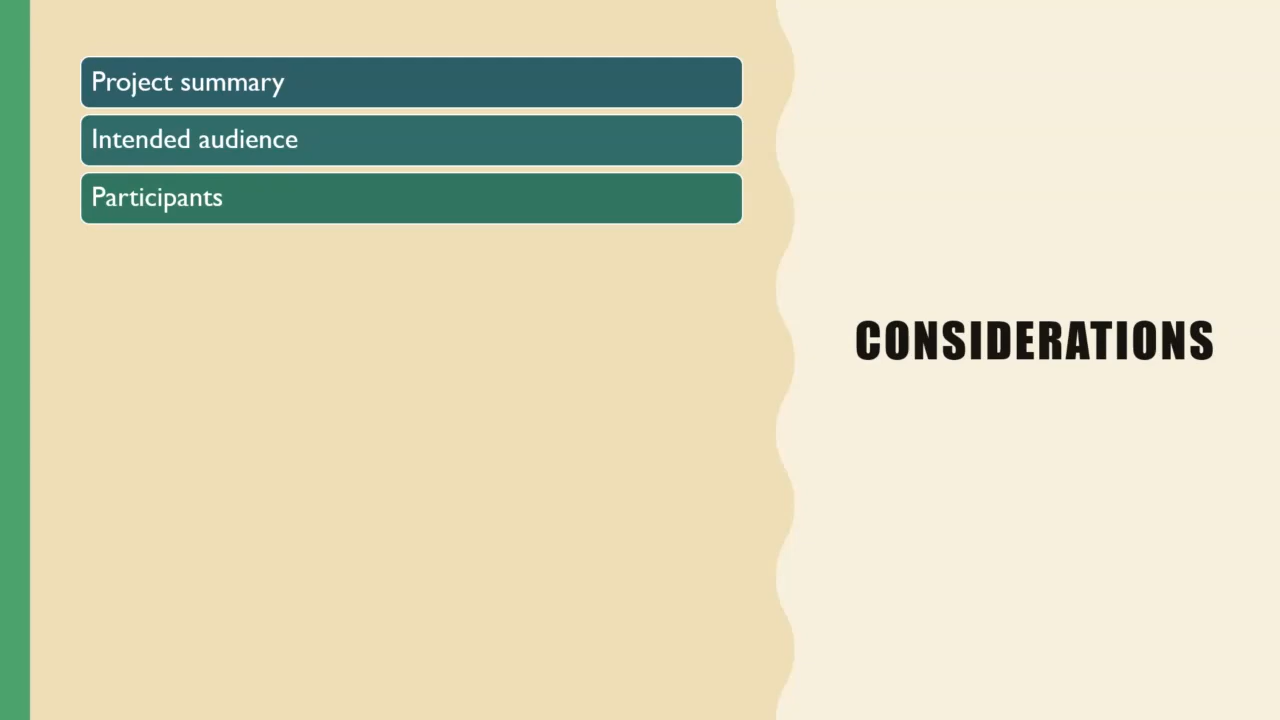 Project summary
Intended audience
Participants
CONSIDERATIONS